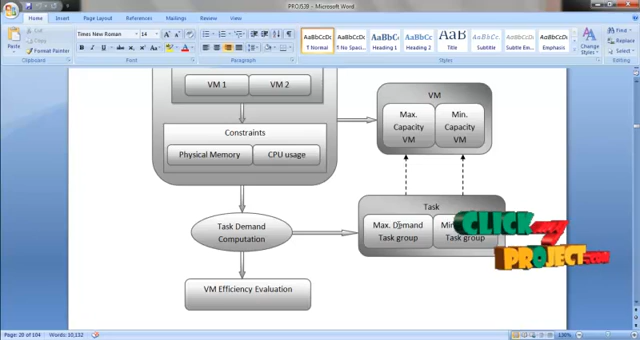 PROJ539 - Microsoft Word
Home Insert Page Layout References Mailings Review View
Cut
Copy
Format Painter
Paste
Clipboard
Times New Roman 14
Font
Paragraph
AaBbCcDc AaBbCcDc AaBbC AaBbCc AaB AaBbCc. AaBbCcDc AaBbCcDc
¶ Normal ¶ No Spaci... Heading 1 Heading 2 Title Subtitle Subtle Em... Emphasis
Change Styles
Styles
Find
Replace
Select
Editing
VM 1 VM 2
Constraints
Physical Memory CPU usage
VM
Max. Capacity VM
Min. Capacity VM
Task Demand Computation
Task
Max. Demand Task group
Task group
VM Efficiency Evaluation
CLICK my PROJECT.COM
Page: 28 of 104 Words: 10,132